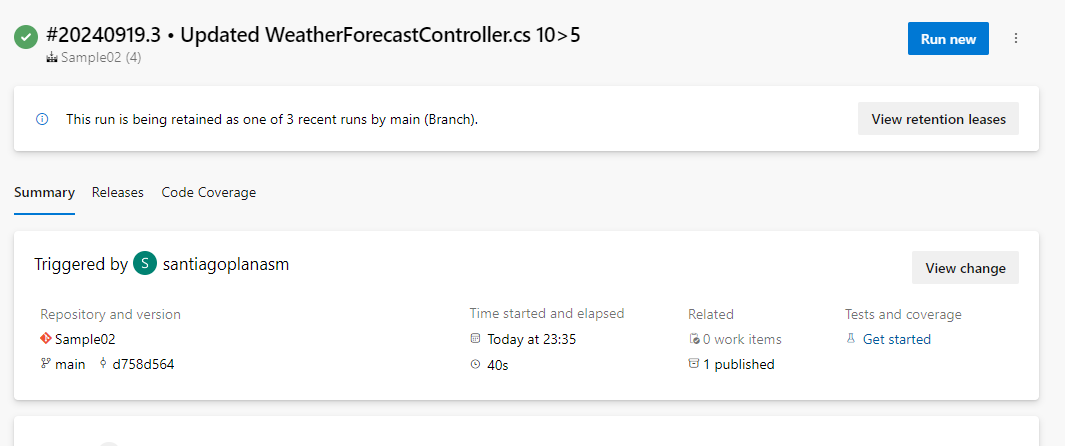 #20240919.3 • Updated WeatherForecastController.cs 10>5
Run new
Sample02 (4)
This run is being retained as one of 3 recent runs by main (Branch).
View retention leases
Summary Releases Code Coverage
Triggered by S santiagoplanasm
View change
Repository and version
Sample02
main d758d564
Time started and elapsed
Today at 23:35
40s
Related
0 work items
1 published
Tests and coverage
Get started